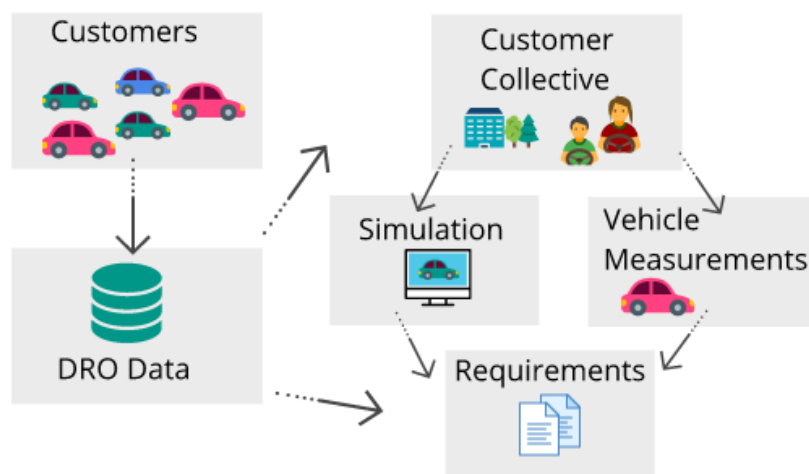 Customers
DRO Data
Customer
Collective
Simulation
Vehicle
Measurements
Requirements